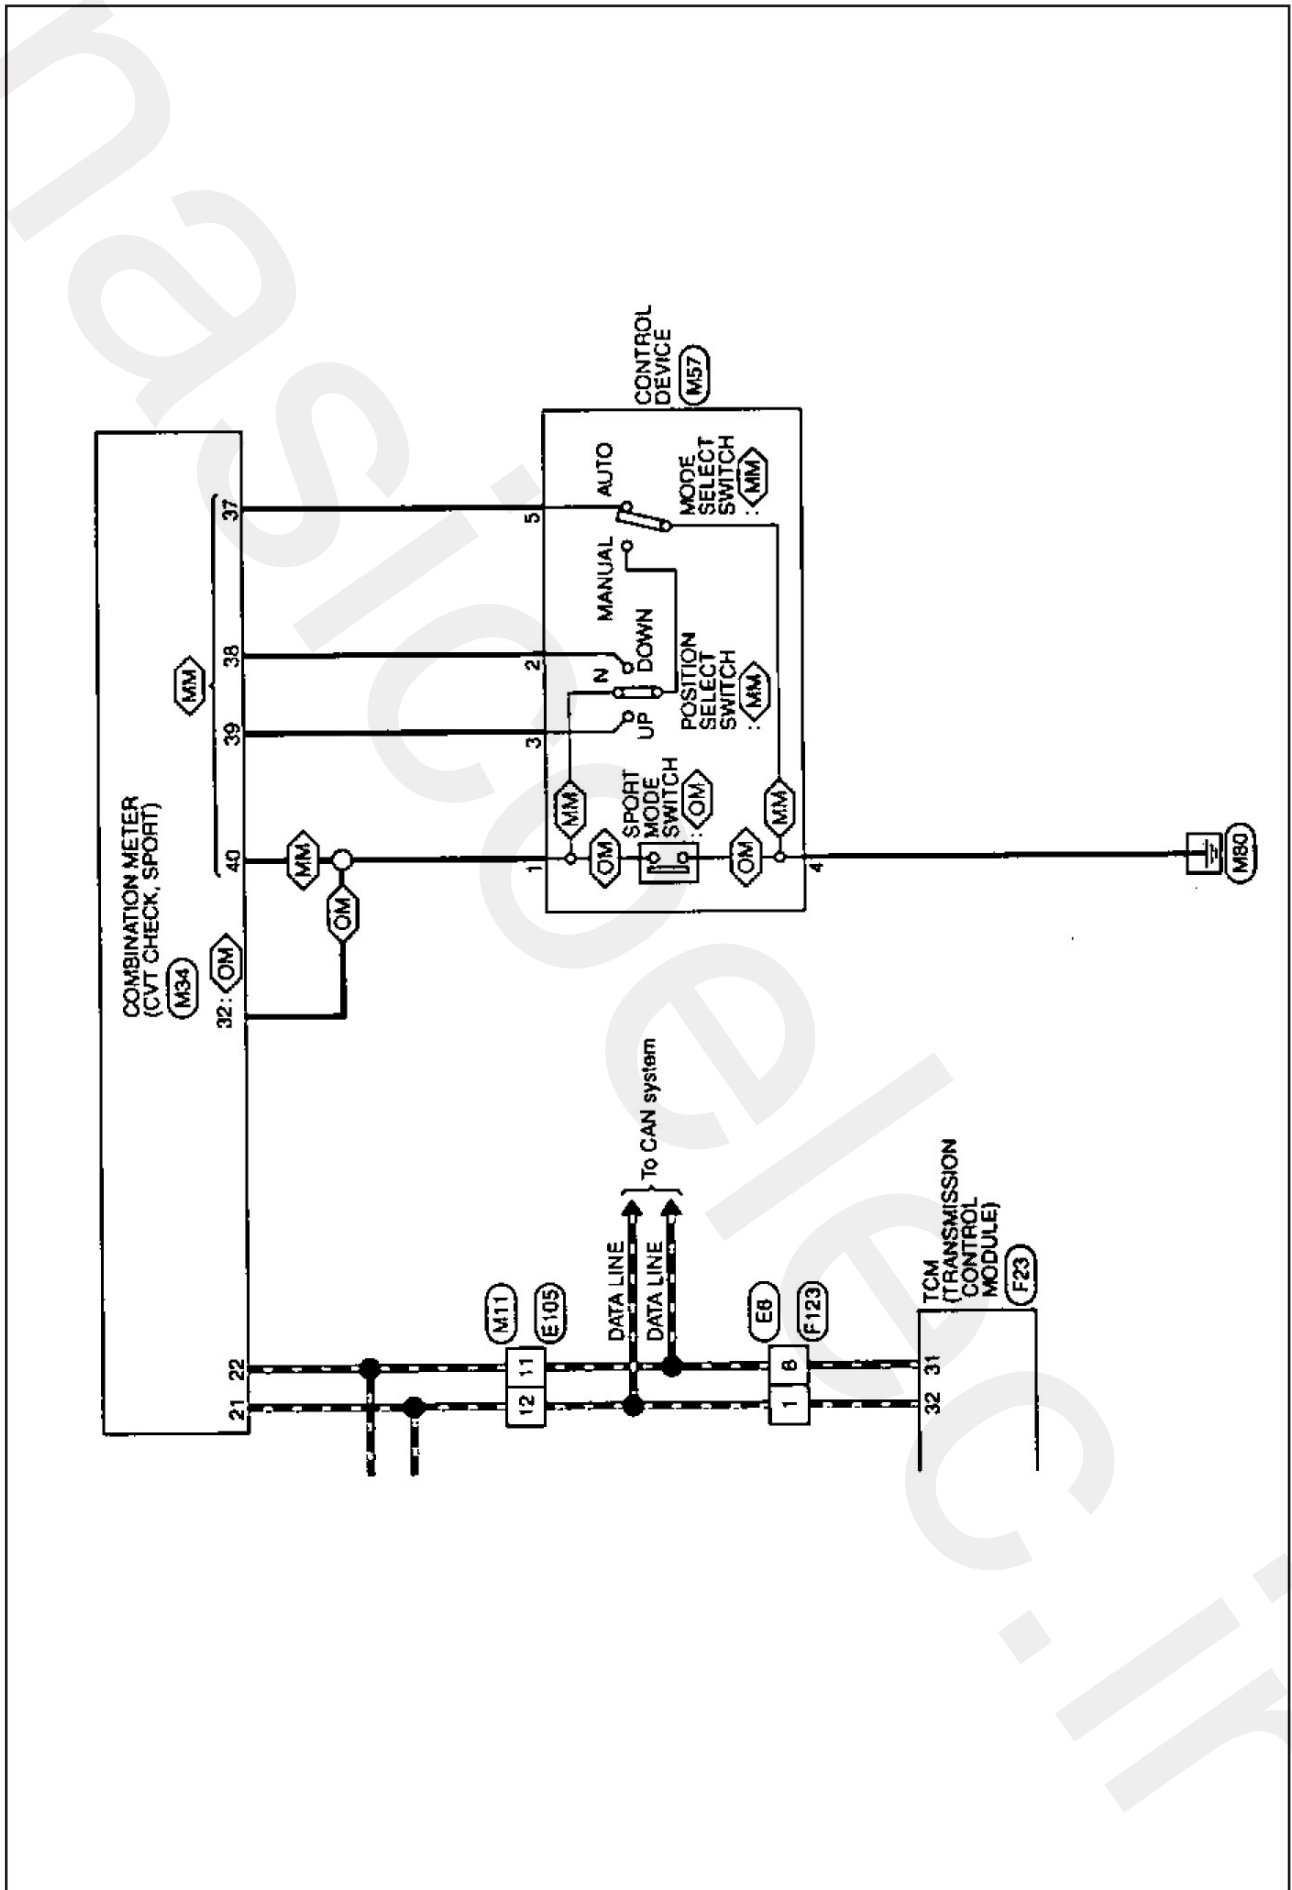 COMBINATION METER
(CVT CHECK, SPORT)
M34
MM
32 : OM
40
39
38
37
21
22
MM
OM
1
3
2
5
CONTROL
DEVICE
M57
MM
OM
SPORT
MODE
SWITCH
: OM
OM
MM
UP
N
DOWN
MANUAL
AUTO
POSITION
SELECT
SWITCH
: MM
MODE
SELECT
SWITCH
: MM
4
M80
M11
12
11
E105
DATA LINE
DATA LINE
To CAN system
E6
1
8
F123
32
31
TCM
(TRANSMISSION
CONTROL
MODULE)
F23
nasjcoelec.ir